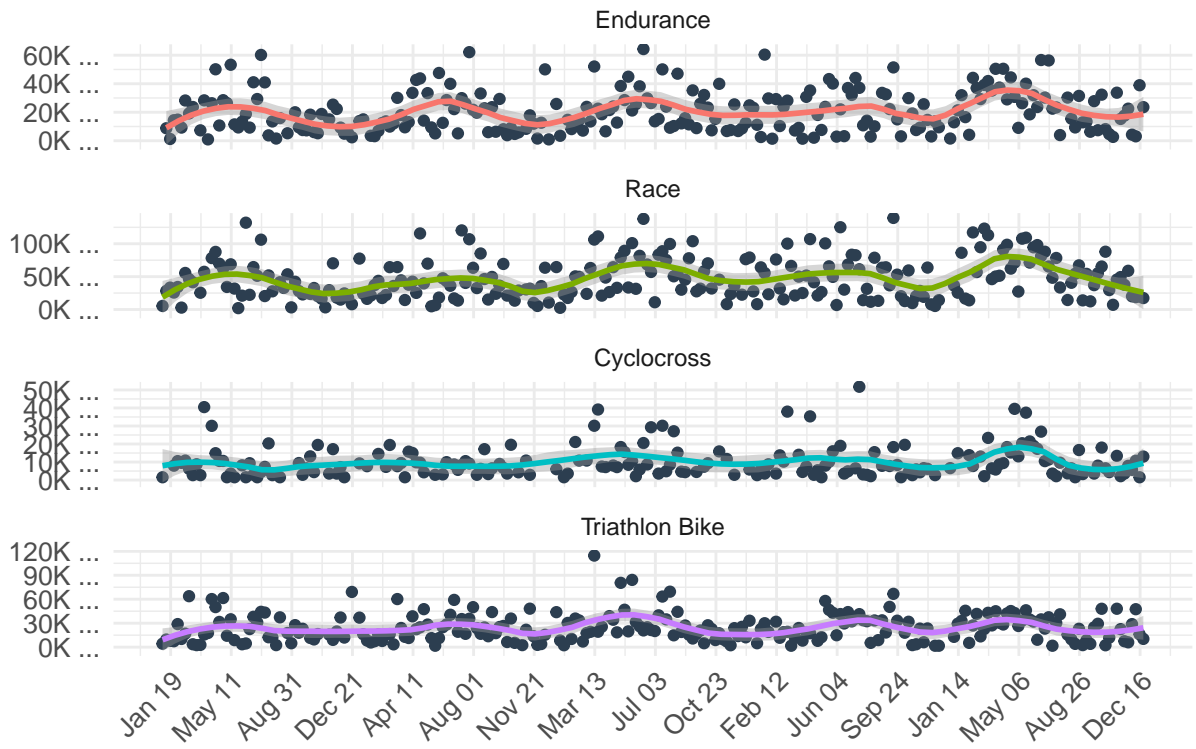 Endurance
60K ...
40K ...
20K ...
0K ...
Race
100K ...
50K ...
0K ...
Cyclocross
50K ...
40K ...
30K ...
20K ...
10K ...
0K ...
Triathlon Bike
120K ...
90K ...
60K ...
30K ...
0K ...
Jan 19
May 11
Aug 31
Dec 21
Apr 11
Aug 01
Nov 21
Mar 13
Jul 03
Oct 23
Feb 12
Jun 04
Sep 24
Jan 14
May 06
Aug 26
Dec 16